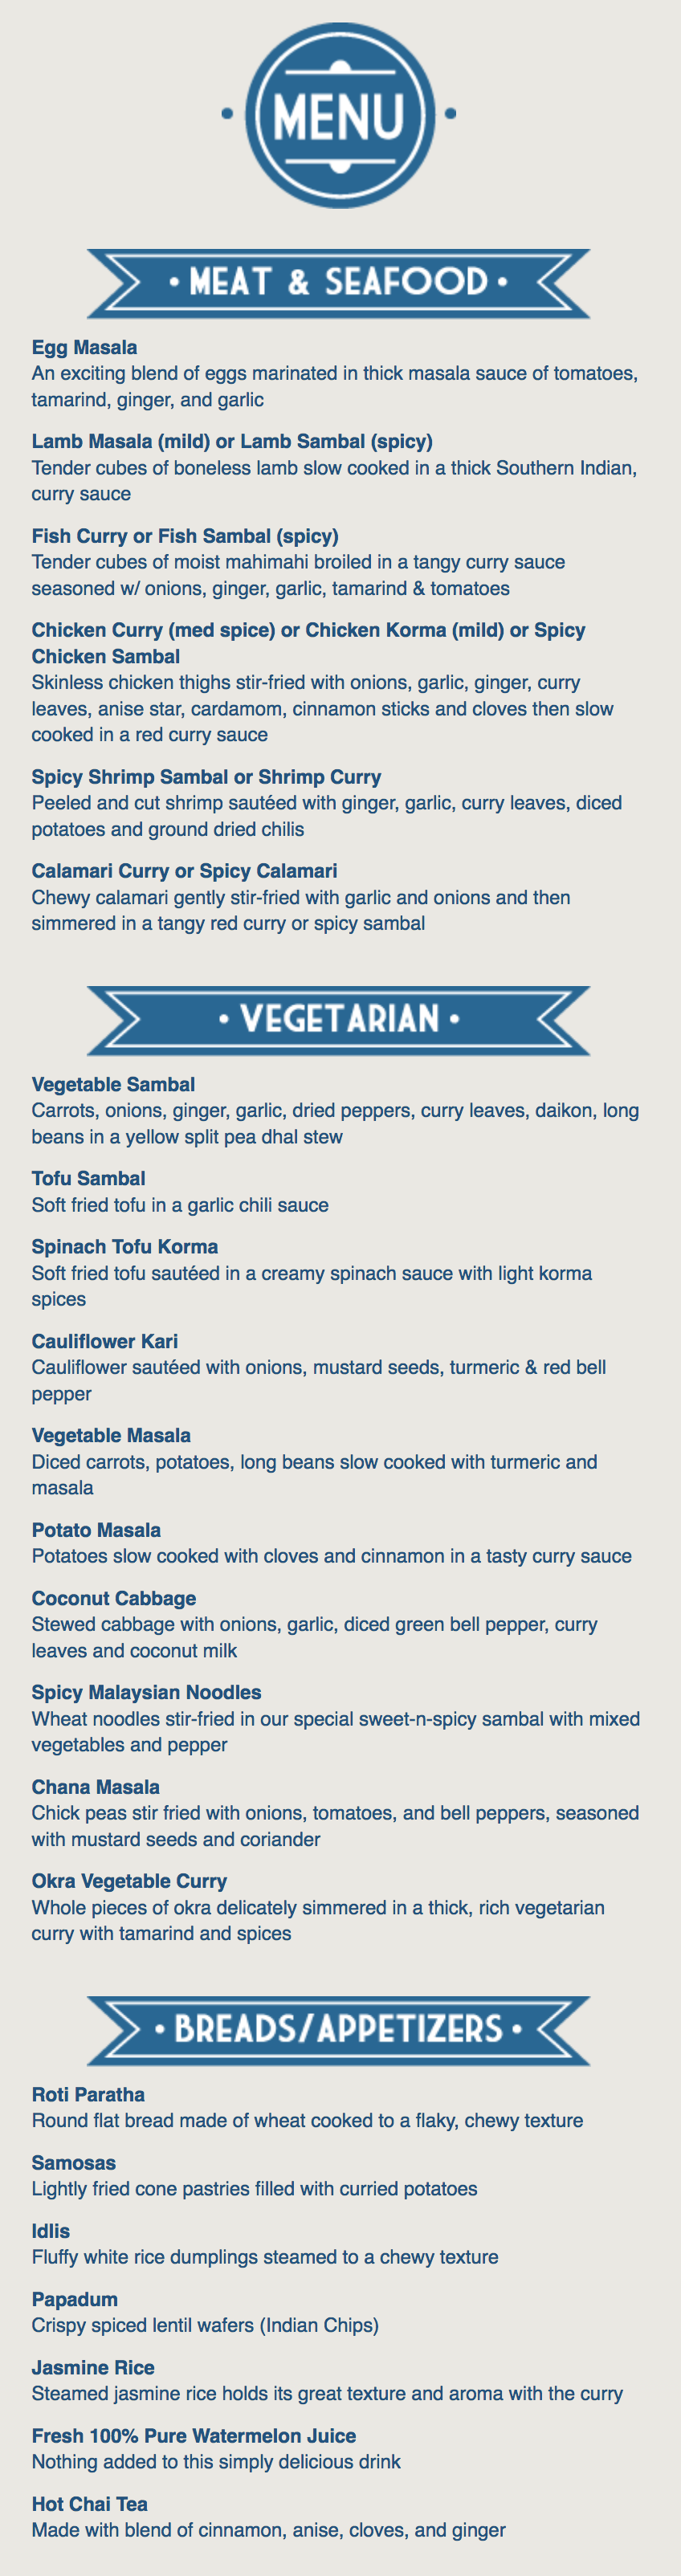 MENU
• MEAT & SEAFOOD •
Egg Masala
An exciting blend of eggs marinated in thick masala sauce of tomatoes,
tamarind, ginger, and garlic
Lamb Masala (mild) or Lamb Sambal (spicy)
Tender cubes of boneless lamb slow cooked in a thick Southern Indian,
curry sauce
Fish Curry or Fish Sambal (spicy)
Tender cubes of moist mahimahi broiled in a tangy curry sauce
seasoned w/ onions, ginger, garlic, tamarind & tomatoes
Chicken Curry (med spice) or Chicken Korma (mild) or Spicy
Chicken Sambal
Skinless chicken thighs stir-fried with onions, garlic, ginger, curry
leaves, anise star, cardamom, cinnamon sticks and cloves then slow
cooked in a red curry sauce
Spicy Shrimp Sambal or Shrimp Curry
Peeled and cut shrimp sautéed with ginger, garlic, curry leaves, diced
potatoes and ground dried chilis
Calamari Curry or Spicy Calamari
Chewy calamari gently stir-fried with garlic and onions and then
simmered in a tangy red curry or spicy sambal
• VEGETARIAN •
Vegetable Sambal
Carrots, onions, ginger, garlic, dried peppers, curry leaves, daikon, long
beans in a yellow split pea dhal stew
Tofu Sambal
Soft fried tofu in a garlic chili sauce
Spinach Tofu Korma
Soft fried tofu sautéed in a creamy spinach sauce with light korma
spices
Cauliflower Kari
Cauliflower sautéed with onions, mustard seeds, turmeric & red bell
pepper
Vegetable Masala
Diced carrots, potatoes, long beans slow cooked with turmeric and
masala
Potato Masala
Potatoes slow cooked with cloves and cinnamon in a tasty curry sauce
Coconut Cabbage
Stewed cabbage with onions, garlic, diced green bell pepper, curry
leaves and coconut milk
Spicy Malaysian Noodles
Wheat noodles stir-fried in our special sweet-n-spicy sambal with mixed
vegetables and pepper
Chana Masala
Chick peas stir fried with onions, tomatoes, and bell peppers, seasoned
with mustard seeds and coriander
Okra Vegetable Curry
Whole pieces of okra delicately simmered in a thick, rich vegetarian
curry with tamarind and spices
• BREADS/APPETIZERS •
Roti Paratha
Round flat bread made of wheat cooked to a flaky, chewy texture
Samosas
Lightly fried cone pastries filled with curried potatoes
Idlis
Fluffy white rice dumplings steamed to a chewy texture
Papadum
Crispy spiced lentil wafers (Indian Chips)
Jasmine Rice
Steamed jasmine rice holds its great texture and aroma with the curry
Fresh 100% Pure Watermelon Juice
Nothing added to this simply delicious drink
Hot Chai Tea
Made with blend of cinnamon, anise, cloves, and ginger